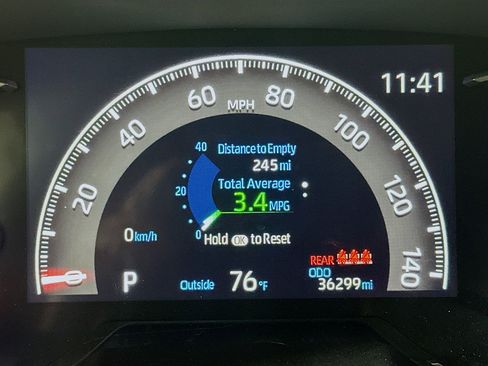 11:41
60 MPH 80
40 100
20 120
0 140
Distance to Empty
245 mi
Total Average
3.4 MPG
40
20
0
Hold OK to Reset
0 km/h
REAR
ODO
P
Outside 76 °F
36299 mi